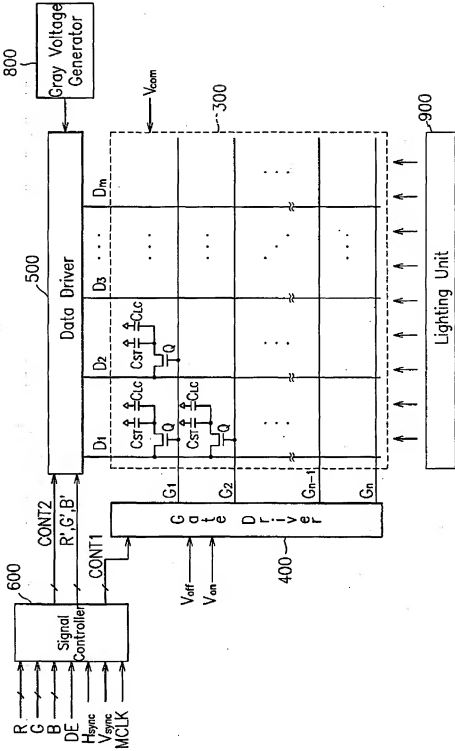 800
Gray Voltage
Generator
500
Data Driver
600
Signal
Controller
R
G
B
DE
Hsync
Vsync
MCLK
CONT2
R',G',B'
CONT1
D1
D2
D3
Dm
300
Vcom
CST
CLC
Q
CST
CLC
Q
CST
CLC
Q
G1
G2
Gn-1
Gn
Gate Driver
400
Voff
Von
Lighting Unit
900